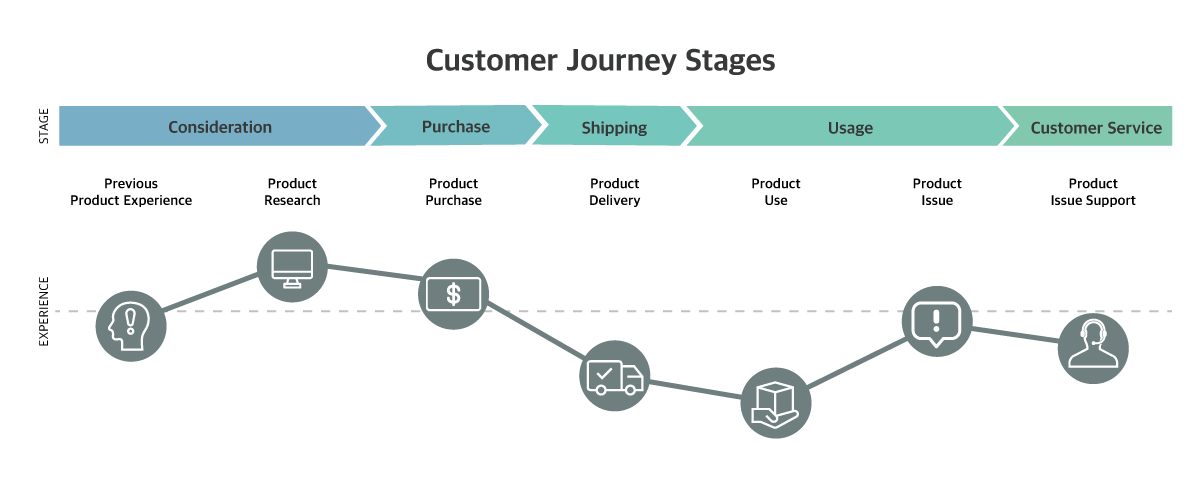 Customer Journey Stages
STAGE
Consideration
Purchase
Shipping
Usage
Customer Service
Previous
Product Experience
Product
Research
Product
Purchase
Product
Delivery
Product
Use
Product
Issue
Product
Issue Support
EXPERIENCE
$
!
!